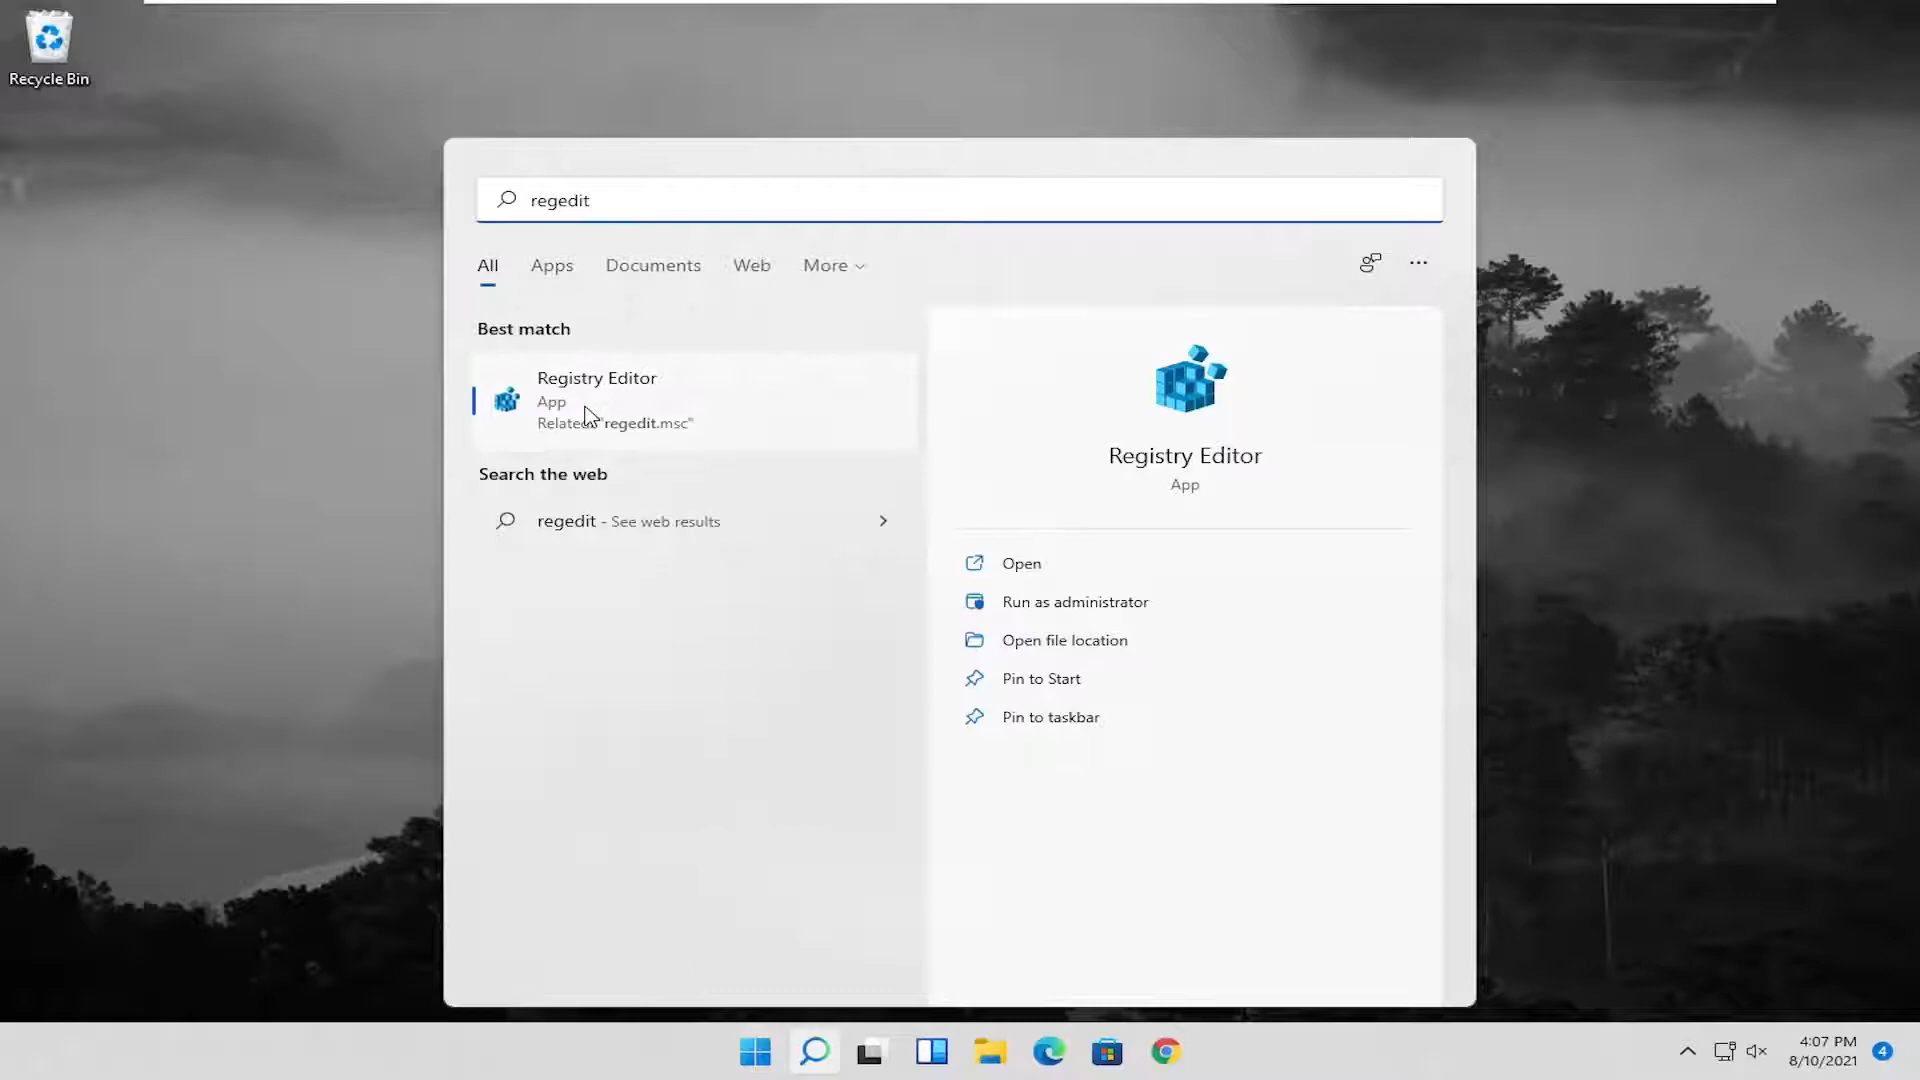 Recycle Bin
regedit
All Apps Documents Web More
Best match
Registry Editor
App
Related: "regedit.msc"
Search the web
regedit - See web results
Registry Editor
App
Open
Run as administrator
Open file location
Pin to Start
Pin to taskbar
4:07 PM
8/10/2021
4